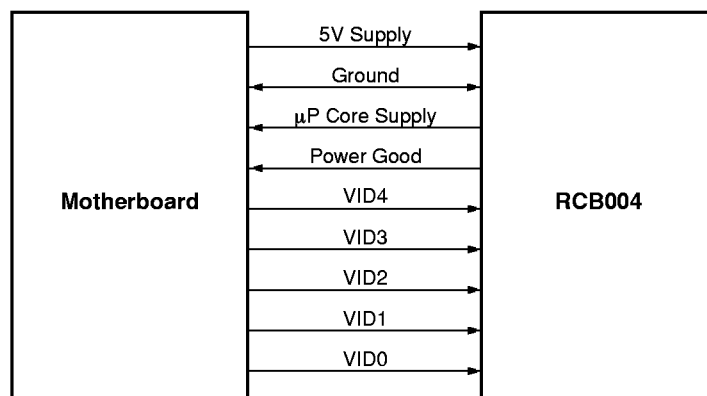 5V Supply
Ground
μP Core Supply
Power Good
Motherboard
VID4
RCB004
VID3
VID2
VID1
VID0